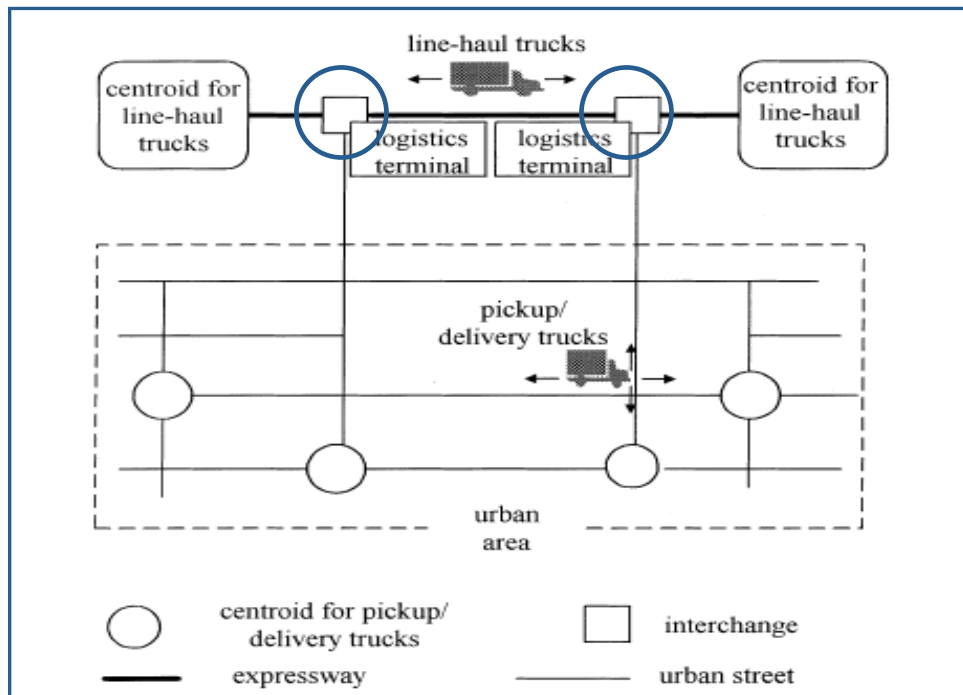 line-haul trucks
centroid for
line-haul
trucks
centroid for
line-haul
trucks
logistics
terminal
logistics
terminal
pickup/
delivery trucks
urban
area
centroid for pickup/
delivery trucks
interchange
expressway
urban street